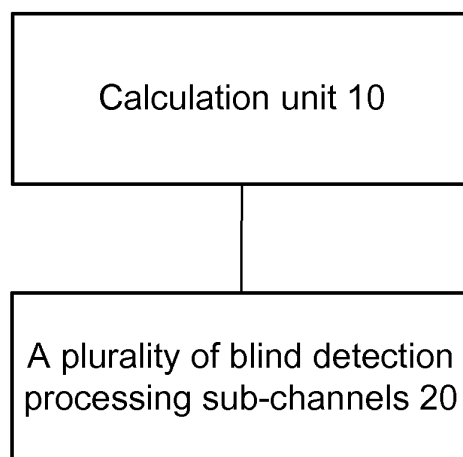 Calculation unit 10
A plurality of blind detection
processing sub-channels 20